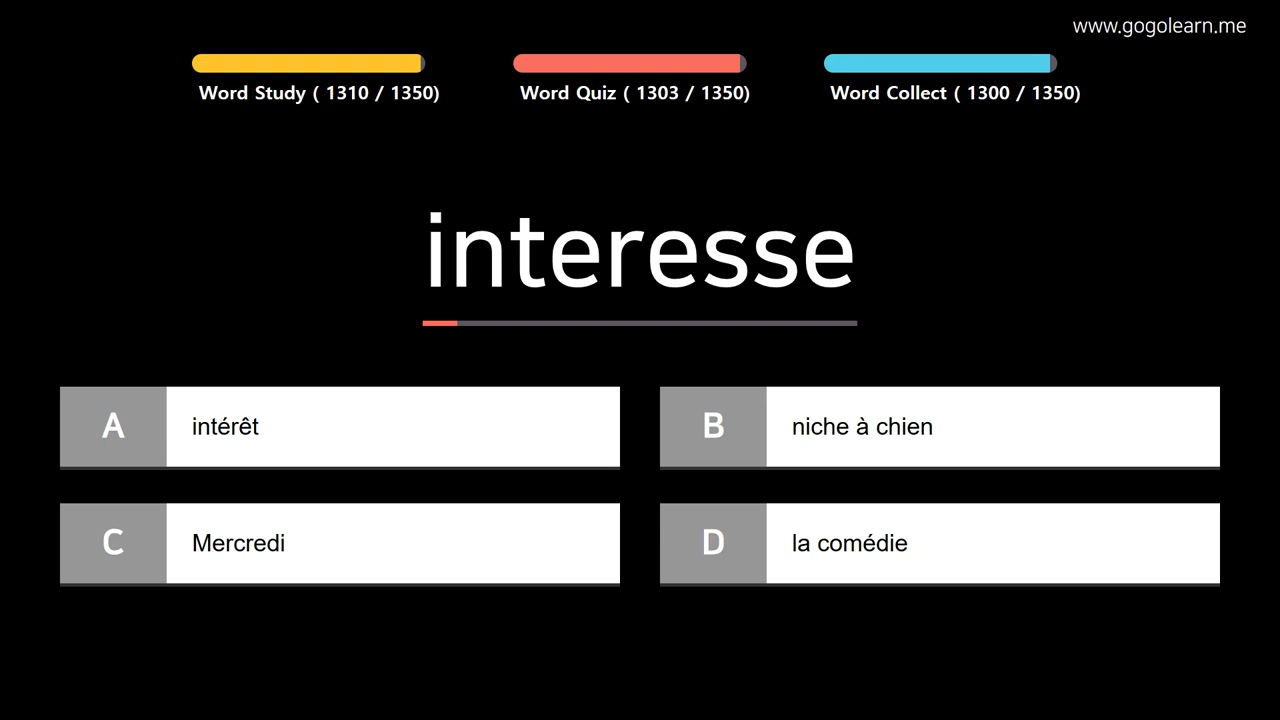 www.gogolearn.me
Word Study ( 1310 / 1350)
Word Quiz ( 1303 / 1350)
Word Collect ( 1300 / 1350)
interesse
A intérêt
B niche à chien
C Mercredi
D la comédie